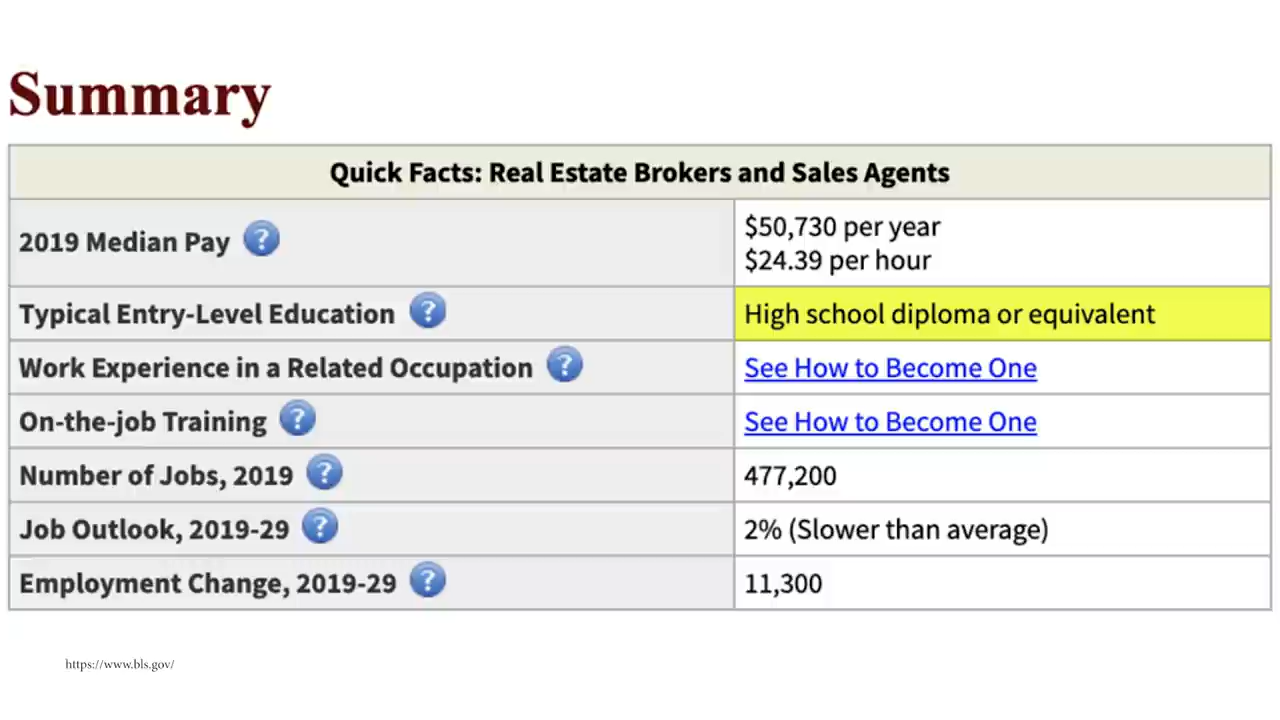 Summary
Quick Facts: Real Estate Brokers and Sales Agents
2019 Median Pay ?
$50,730 per year
$24.39 per hour
Typical Entry-Level Education ? High school diploma or equivalent
Work Experience in a Related Occupation ? See How to Become One
On-the-job Training ? See How to Become One
Number of Jobs, 2019 ? 477,200
Job Outlook, 2019-29 ? 2% (Slower than average)
Employment Change, 2019-29 ? 11,300
https://www.bls.gov/